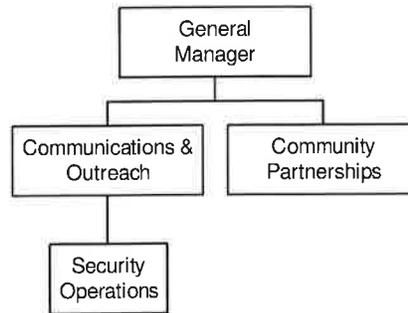 General
Manager
Communications &
Outreach
Community
Partnerships
Security
Operations